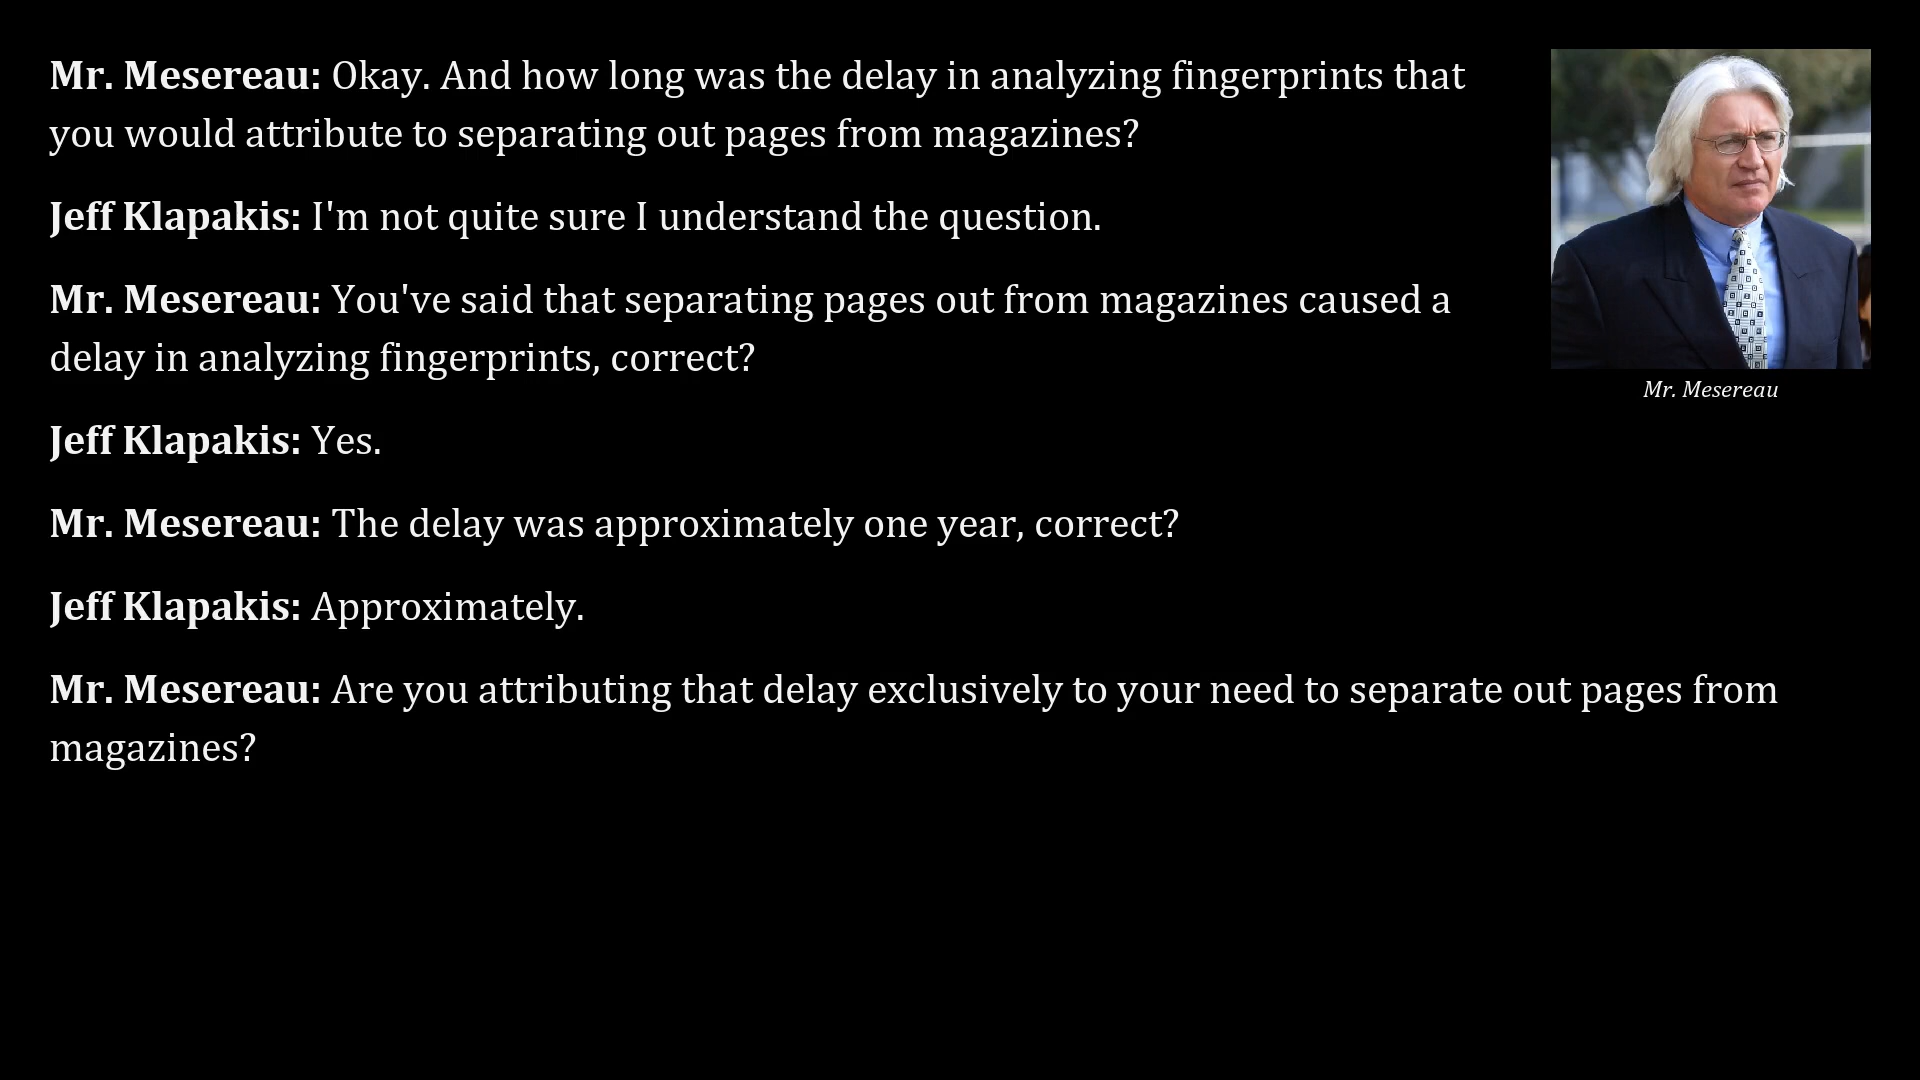 Mr. Mesereau: Okay. And how long was the delay in analyzing fingerprints that
you would attribute to separating out pages from magazines?
Jeff Klapakis: I'm not quite sure I understand the question.
Mr. Mesereau: You've said that separating pages out from magazines caused a
delay in analyzing fingerprints, correct?
Jeff Klapakis: Yes.
Mr. Mesereau: The delay was approximately one year, correct?
Jeff Klapakis: Approximately.
Mr. Mesereau: Are you attributing that delay exclusively to your need to separate out pages from
magazines?
Mr. Mesereau